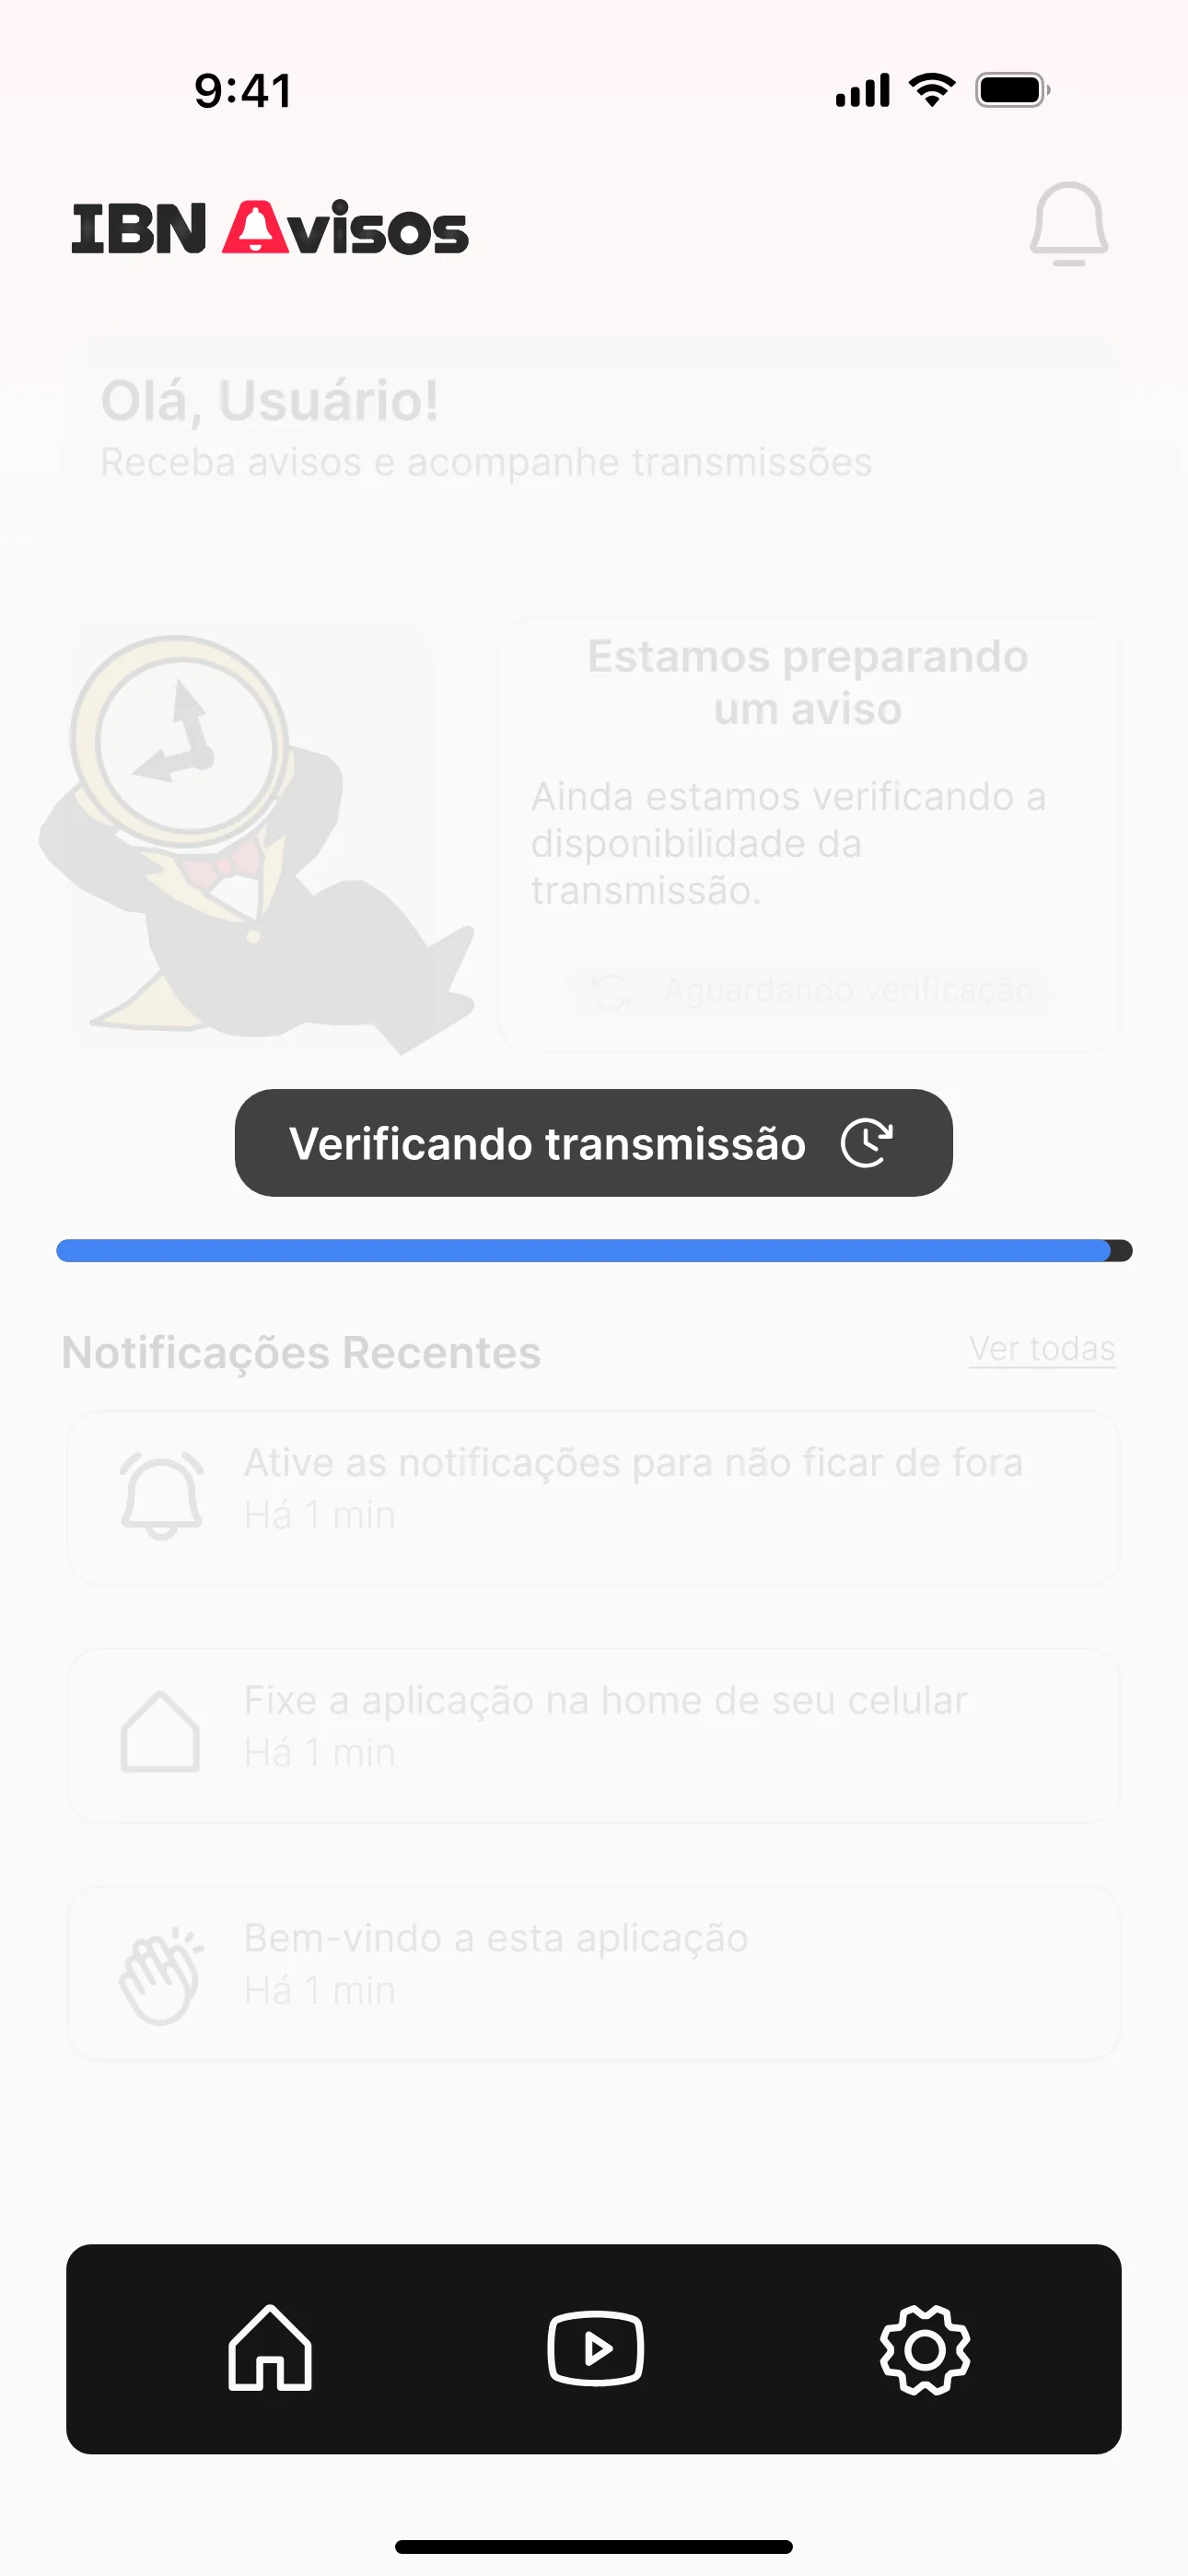 9:41
IBN Avisos
Olá, Usuário!
Receba avisos e acompanhe transmissões
Estamos preparando
um aviso
Ainda estamos verificando a
disponibilidade da
transmissão.
Aguardando verificação
Verificando transmissão
Notificações Recentes
Ver todas
Ative as notificações para não ficar de fora
Há 1 min
Fixe a aplicação na home de seu celular
Há 1 min
Bem-vindo a esta aplicação
Há 1 min